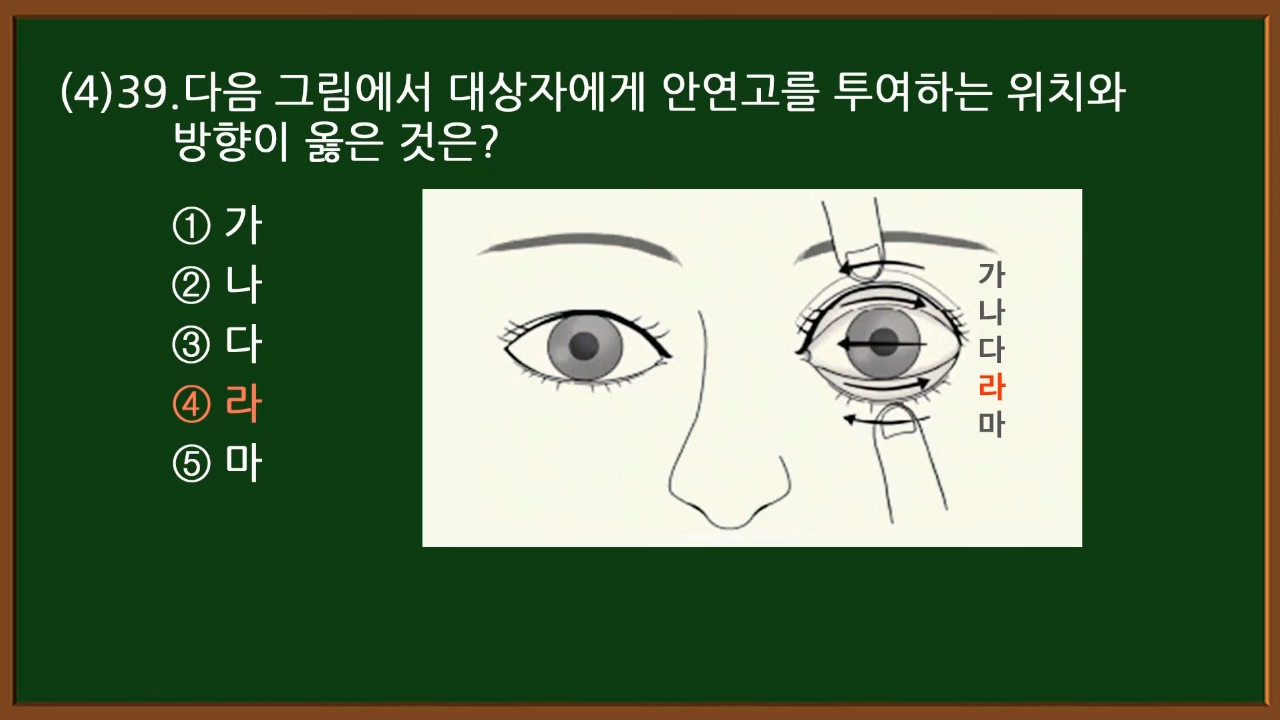 (4)39.다음 그림에서 대상자에게 안연고를 투여하는 위치와
방향이 옳은 것은?
① 가
② 나
③ 다
④ 라
⑤ 마
가
나
다
라
마